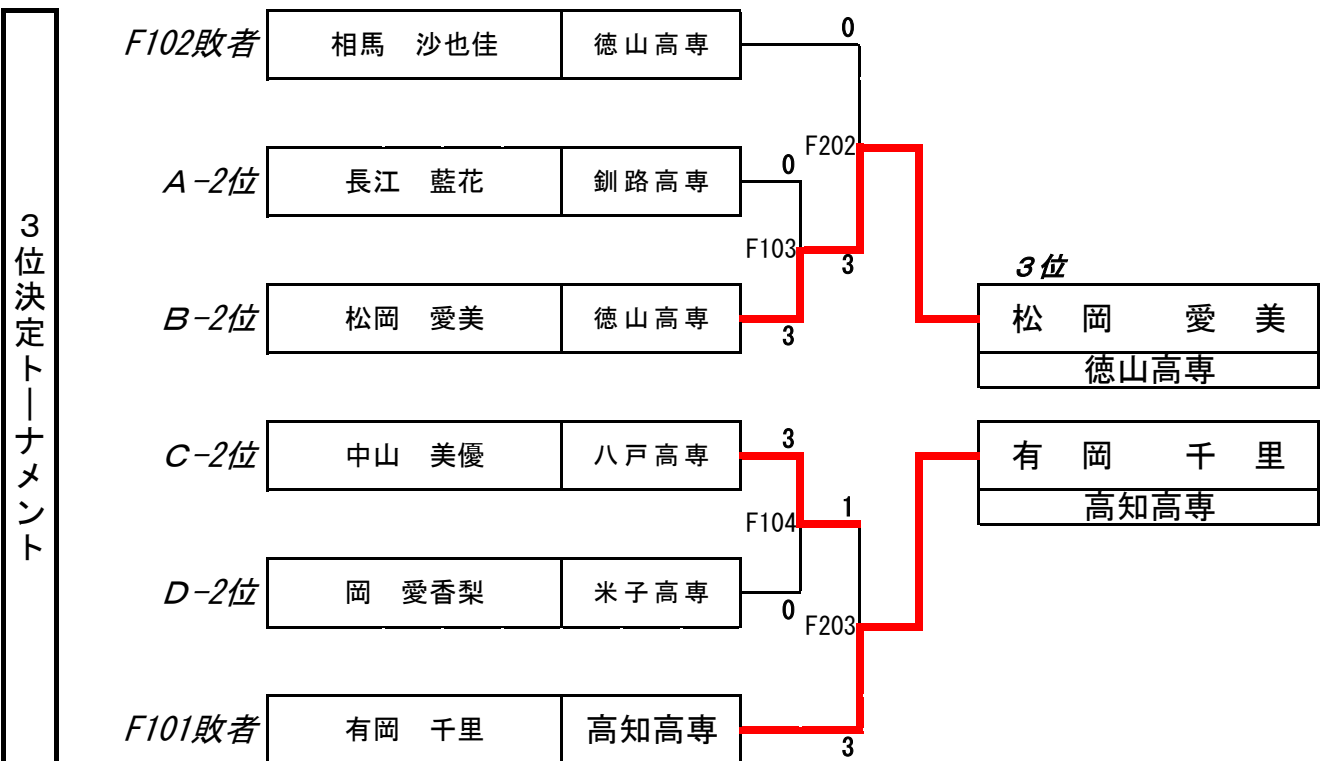 3位決定トーナメント
F102敗者 相馬 沙也佳 徳山高専 0
F202
A-2位 長江 藍花 釧路高専 0
F103 3
B-2位 松岡 愛美 徳山高専 3
3位
松岡 愛美
徳山高専
C-2位 中山 美優 八戸高専 3
F104 1
有岡 千里
高知高専
D-2位 岡 愛香梨 米子高専 0
F203
F101敗者 有岡 千里 高知高専 3